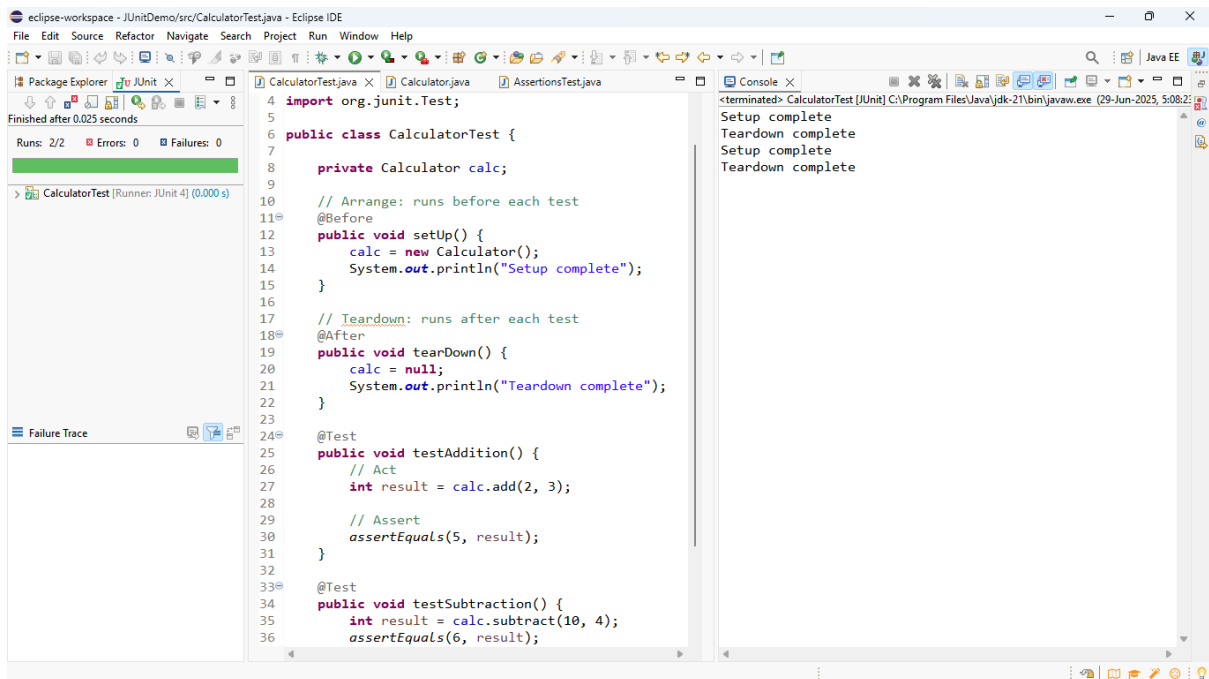 eclipse-workspace - JUnitDemo/src/CalculatorTest.java - Eclipse IDE
File Edit Source Refactor Navigate Search Project Run Window Help
Java EE
Package Explorer JUnit
Finished after 0.025 seconds
Runs: 2/2 Errors: 0 Failures: 0
CalculatorTest [Runner: JUnit 4] (0.000 s)
Failure Trace
CalculatorTest.java Calculator.java AssertionsTest.java
4 import org.junit.Test;
5
6 public class CalculatorTest {
7
8     private Calculator calc;
9
10     // Arrange: runs before each test
11     @Before
12     public void setUp() {
13         calc = new Calculator();
14         System.out.println("Setup complete");
15     }
16
17     // Teardown: runs after each test
18     @After
19     public void tearDown() {
20         calc = null;
21         System.out.println("Teardown complete");
22     }
23
24     @Test
25     public void testAddition() {
26         // Act
27         int result = calc.add(2, 3);
28
29         // Assert
30         assertEquals(5, result);
31     }
32
33     @Test
34     public void testSubtraction() {
35         int result = calc.subtract(10, 4);
36         assertEquals(6, result);
Console
<terminated> CalculatorTest [JUnit] C:\Program Files\Java\jdk-21\bin\javaw.exe (29-Jun-2025, 5:08:23
Setup complete
Teardown complete
Setup complete
Teardown complete